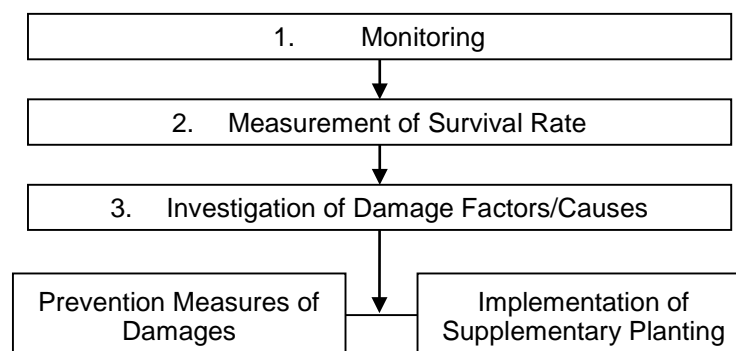 1. Monitoring
2. Measurement of Survival Rate
3. Investigation of Damage Factors/Causes
Prevention Measures of
Damages
Implementation of
Supplementary Planting